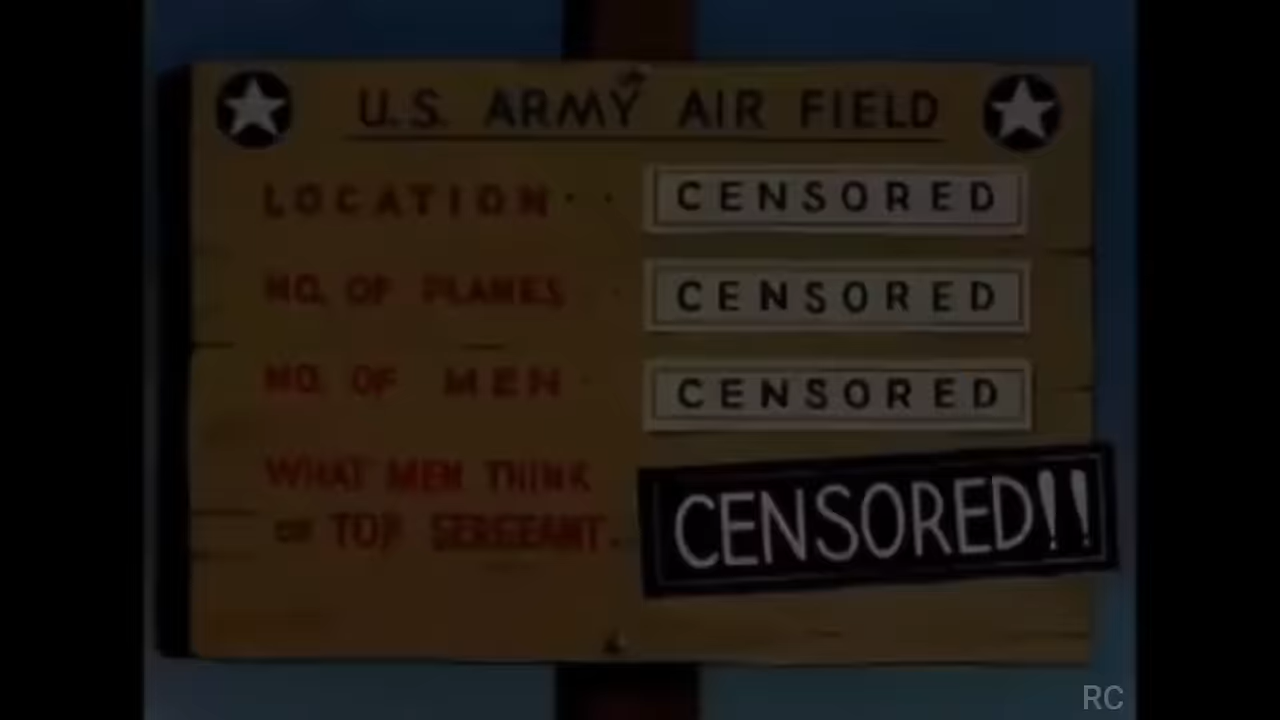 U.S. ARMY AIR FIELD
LOCATION · · CENSORED
NO. OF PLANES · CENSORED
NO. OF MEN · CENSORED
WHAT MEN THINK
OF TOP SERGEANT. CENSORED!!
RC